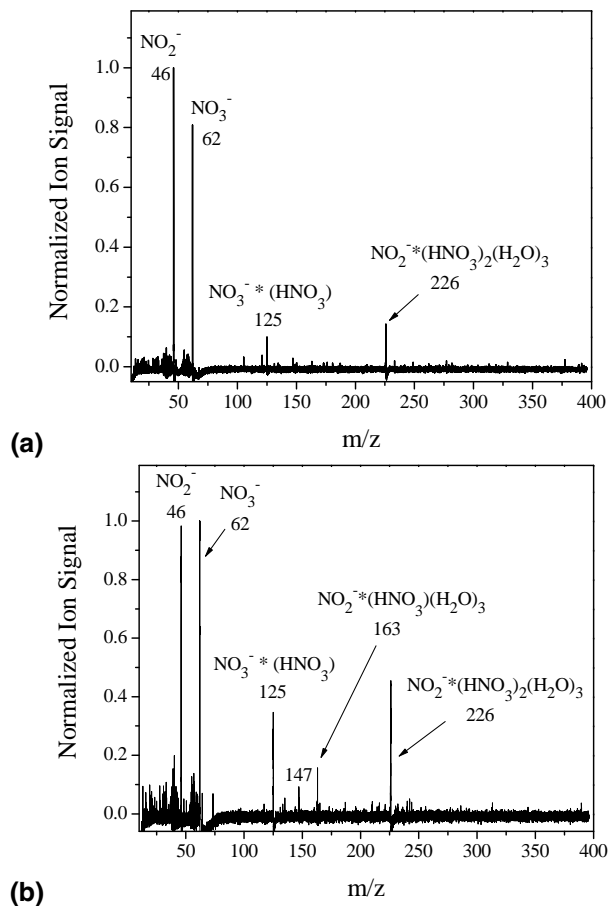 NO₂⁻
46
NO₃⁻
62
NO₃⁻ * (HNO₃)
125
NO₂⁻*(HNO₃)₂(H₂O)₃
226
Normalized Ion Signal
1.0
0.8
0.6
0.4
0.2
0.0
50 100 150 200 250 300 350 400
m/z
(a)
NO₂⁻
46
NO₃⁻
62
NO₂⁻*(HNO₃)(H₂O)₃
163
NO₃⁻ * (HNO₃)
125
NO₂⁻*(HNO₃)₂(H₂O)₃
226
147
Normalized Ion Signal
1.0
0.8
0.6
0.4
0.2
0.0
50 100 150 200 250 300 350 400
m/z
(b)